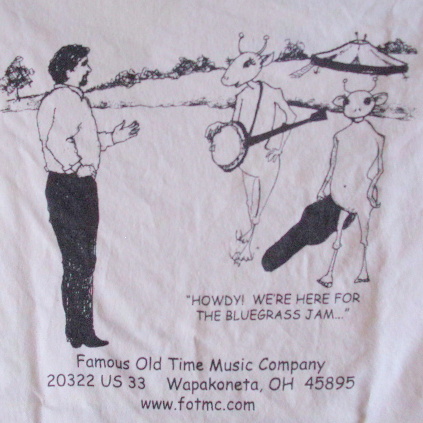 "HOWDY! WE'RE HERE FOR
THE BLUEGRASS JAM..."
Famous Old Time Music Company
20322 US 33 Wapakoneta, OH 45895
www.fotmc.com